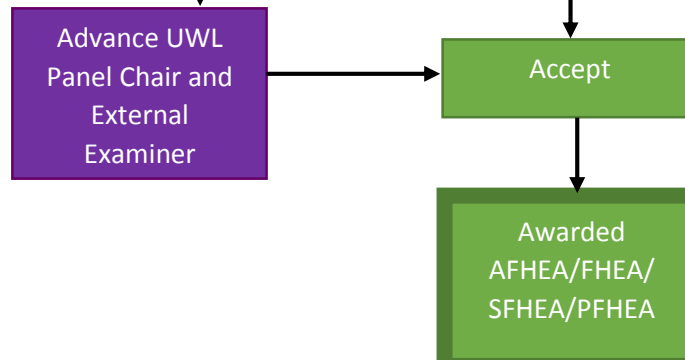 Advance UWL
Panel Chair and
External
Examiner
Accept
Awarded
AFHEA/FHEA/
SFHEA/PFHEA